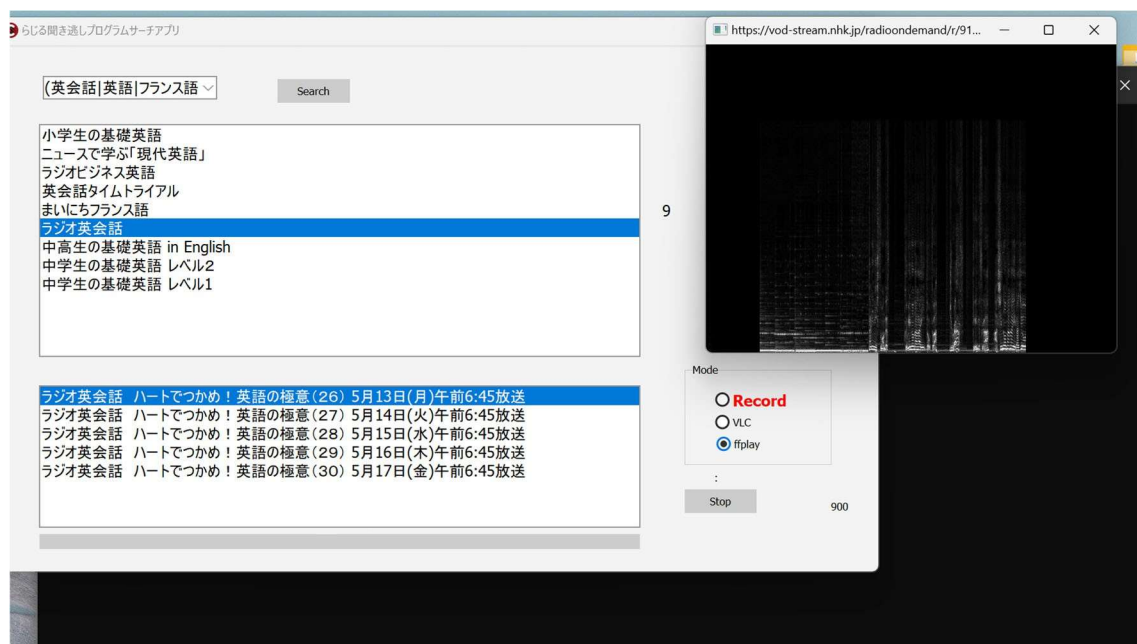 らじる聞き逃しプログラムサーチアプリ
https://vod-stream.nhk.jp/radioondemand/r/91...
(英会話|英語|フランス語
Search
小学生の基礎英語
ニュースで学ぶ「現代英語」
ラジオビジネス英語
英会話タイムトライアル
まいにちフランス語
ラジオ英会話
中高生の基礎英語 in English
中学生の基礎英語 レベル2
中学生の基礎英語 レベル1
9
ラジオ英会話 ハートでつかめ！英語の極意(26) 5月13日(月)午前6:45放送
ラジオ英会話 ハートでつかめ！英語の極意(27) 5月14日(火)午前6:45放送
ラジオ英会話 ハートでつかめ！英語の極意(28) 5月15日(水)午前6:45放送
ラジオ英会話 ハートでつかめ！英語の極意(29) 5月16日(木)午前6:45放送
ラジオ英会話 ハートでつかめ！英語の極意(30) 5月17日(金)午前6:45放送
Mode
Record
VLC
ffplay
:
Stop
900